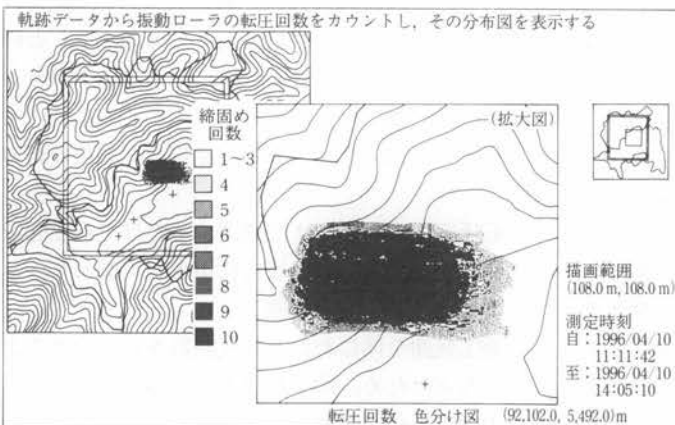 軌跡データから振動ローラの転圧回数をカウントし，その分布図を表示する
締固め
回数
1～3
4
5
6
7
8
9
10
(拡大図)
描画範囲
(108.0 m, 108.0 m)
測定時刻
自：1996/04/10
11:11:42
至：1996/04/10
14:05:10
転圧回数　色分け図　(92,102.0, 5,492.0)m